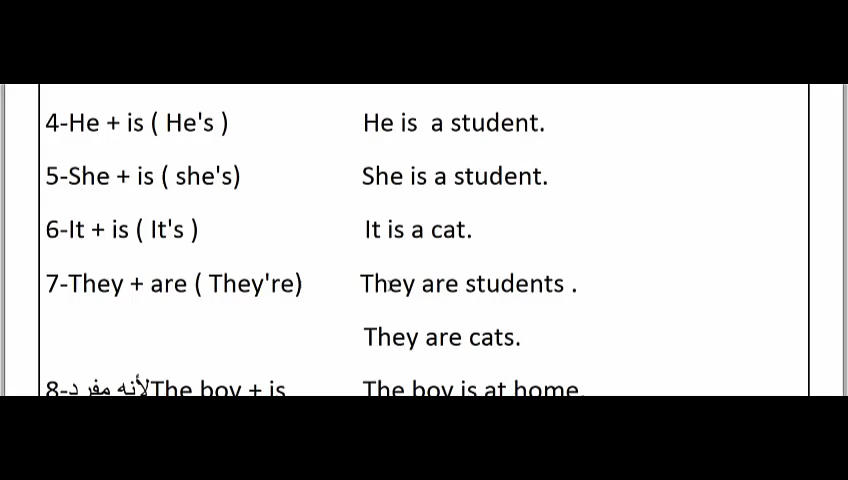 4-He + is ( He's ) He is a student.
5-She + is ( she's) She is a student.
6-It + is ( It's ) It is a cat.
7-They + are ( They're) They are students .
They are cats.
8-لأنه مفرد The boy + is The boy is at home.